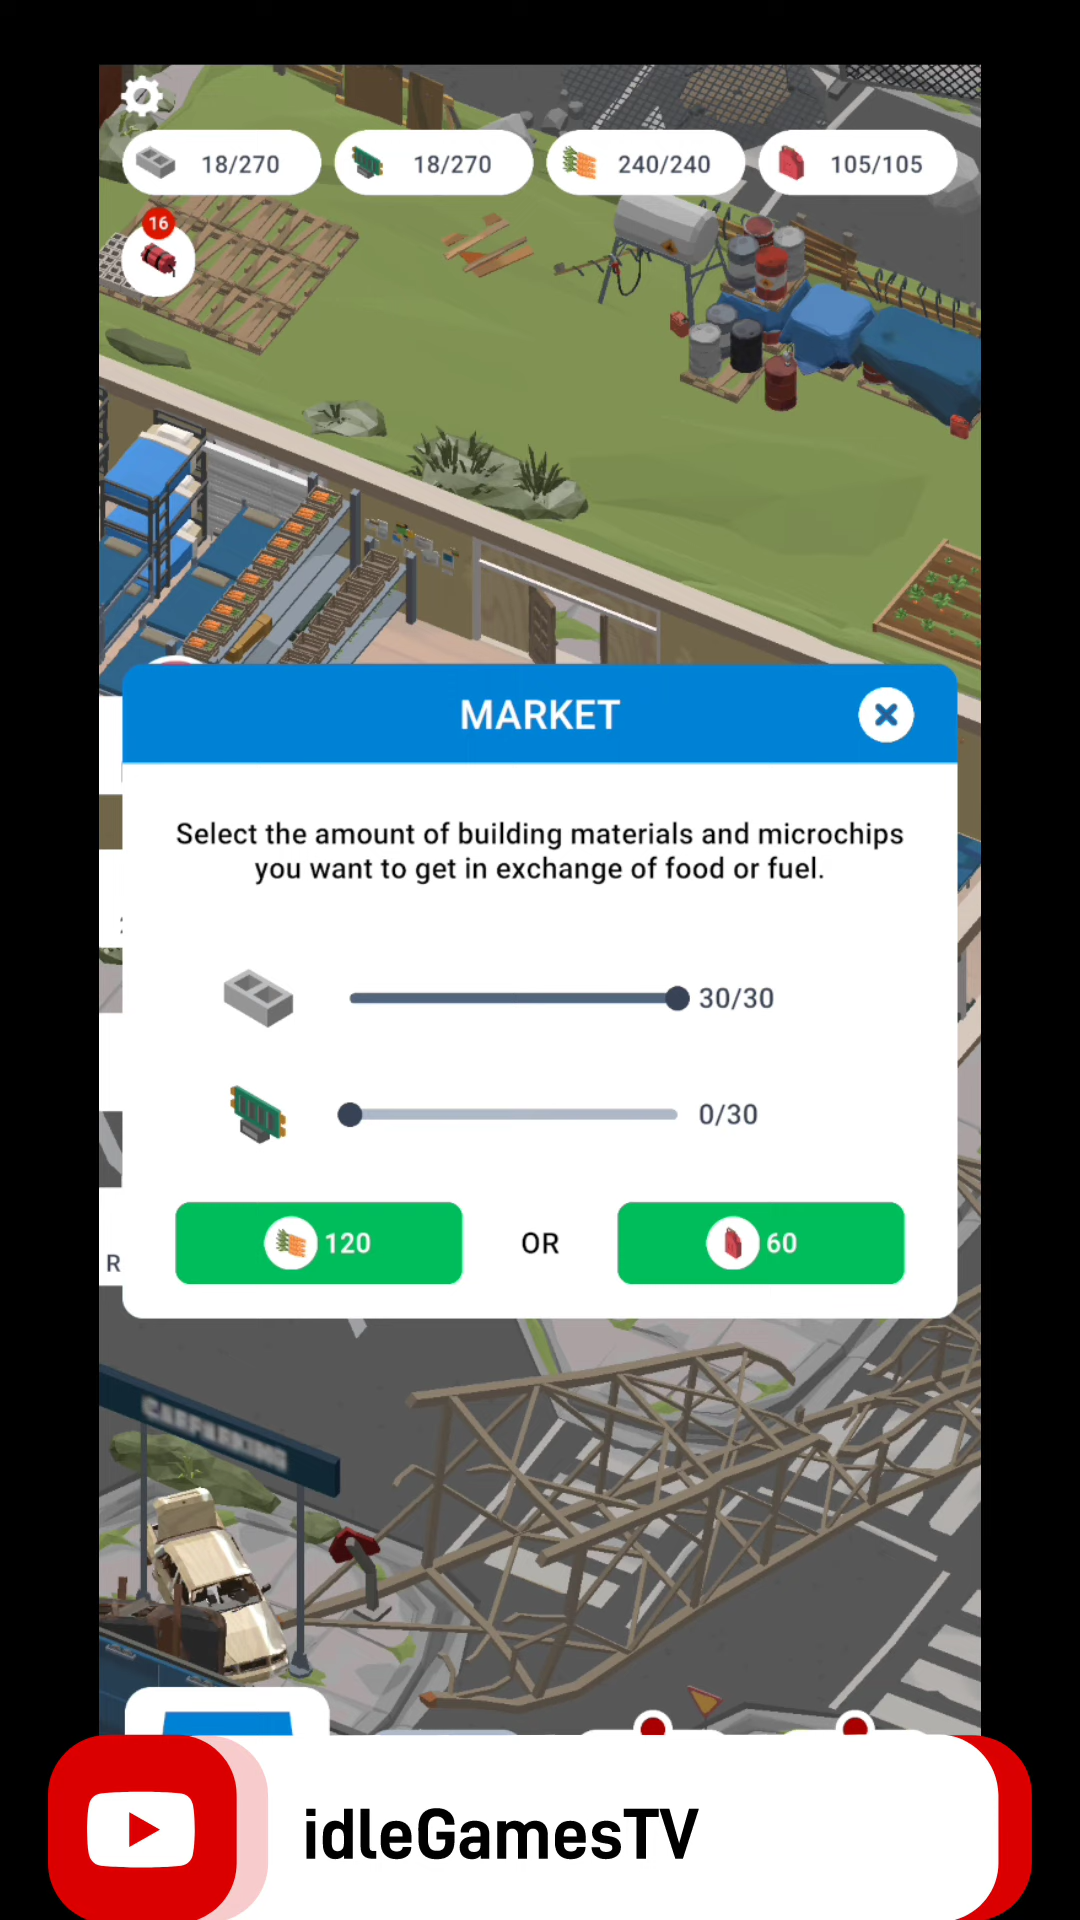 18/270
18/270
240/240
105/105
16
MARKET
Select the amount of building materials and microchips
you want to get in exchange of food or fuel.
30/30
0/30
120
OR
60
R
idleGamesTV